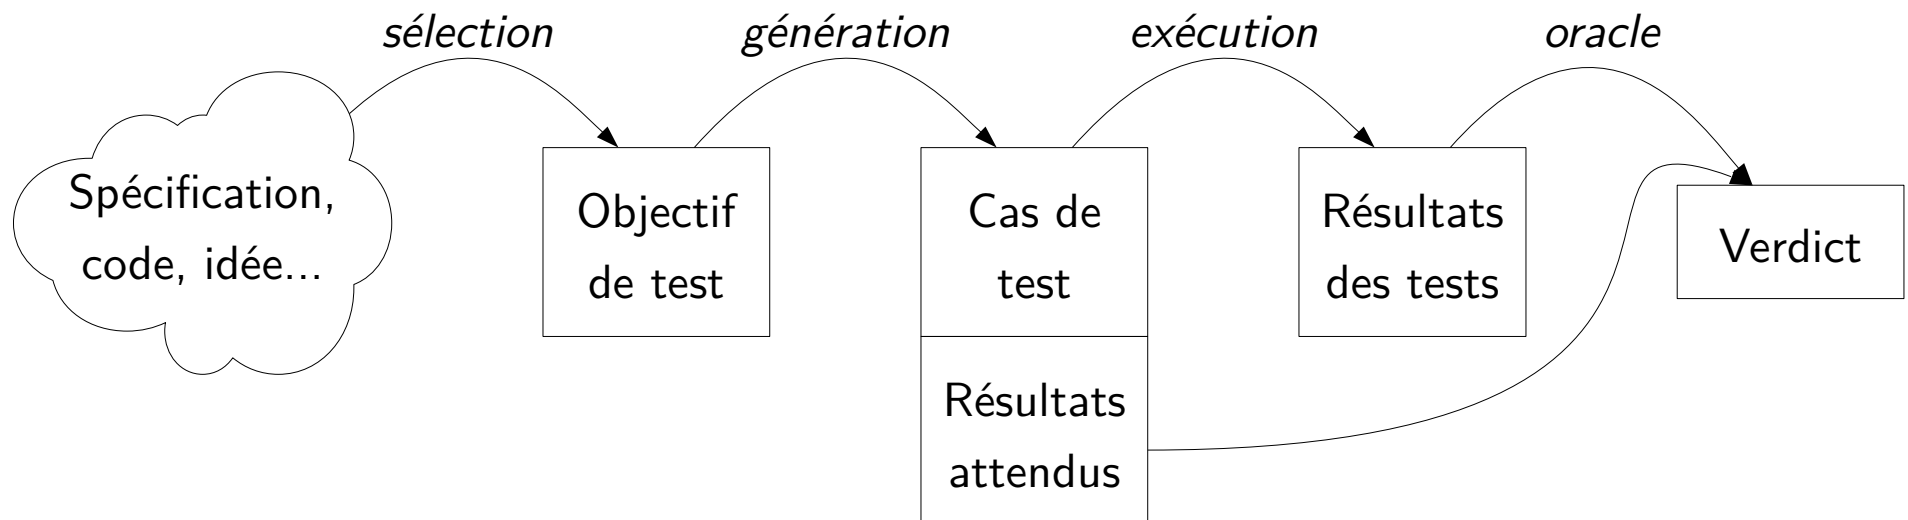 sélection
génération
exécution
oracle
Spécification,
code, idée...
Objectif
de test
Cas de
test
Résultats
attendus
Résultats
des tests
Verdict